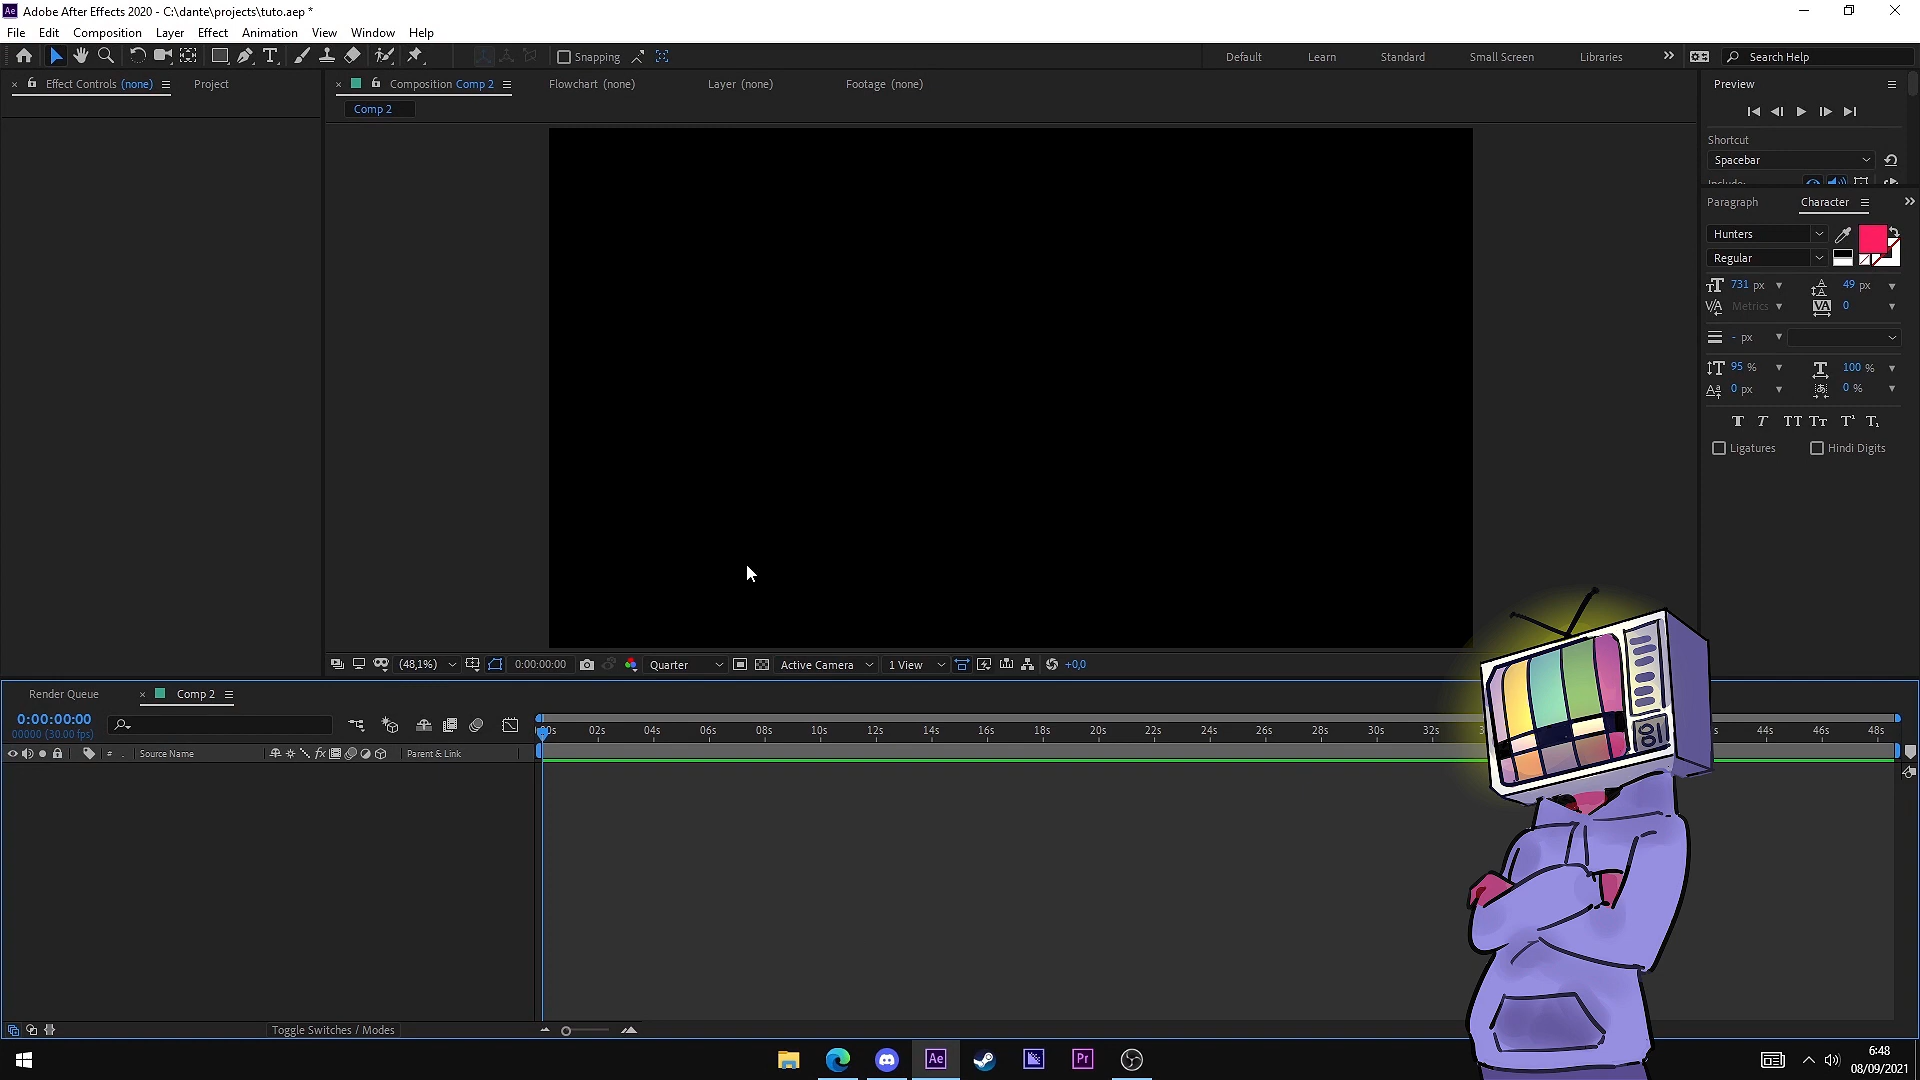 Adobe After Effects 2020 - C:\dante\projects\tuto.aep *
File Edit Composition Layer Effect Animation View Window Help
Snapping Default Learn Standard Small Screen Libraries Search Help
Effect Controls (none) Project Composition Comp 2 Flowchart (none) Layer (none) Footage (none) Preview
Comp 2
Shortcut
Spacebar
Include:
Paragraph Character
Hunters
Regular
731 px 49 px
Metrics 0
- px
95 % 100 %
0 px 0 %
Ligatures Hindi Digits
(48,1%) 0:00:00:00 Quarter Active Camera 1 View +0,0
Render Queue Comp 2
0:00:00:00
00000 (30.00 fps)
:00s 02s 04s 06s 08s 10s 12s 14s 16s 18s 20s 22s 24s 26s 28s 30s 32s 44s 46s 48s
# . Source Name Parent & Link
Toggle Switches / Modes
Ae Pr
6:48
08/09/2021